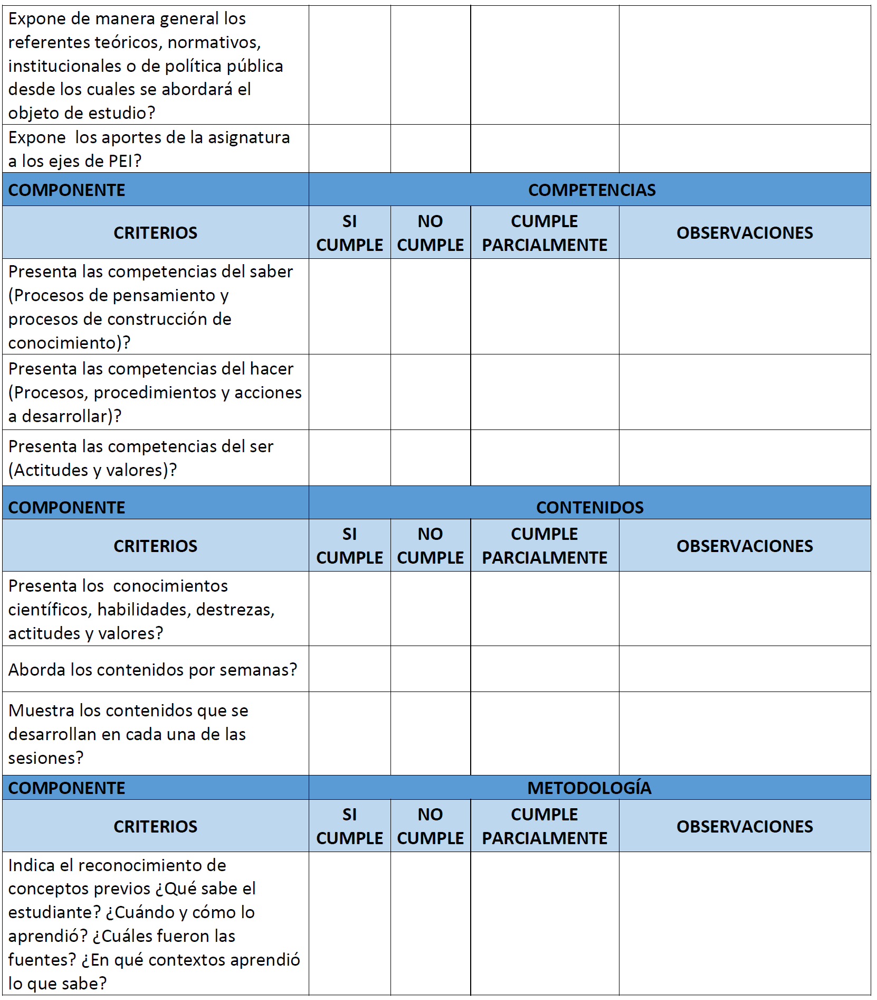 Expone de manera general los
referentes teóricos, normativos,
institucionales o de política pública
desde los cuales se abordará el
objeto de estudio?
Expone  los aportes de la asignatura
a los ejes de PEI?
COMPONENTE
COMPETENCIAS
CRITERIOS
SI
CUMPLE
NO
CUMPLE
CUMPLE
PARCIALMENTE
OBSERVACIONES
Presenta las competencias del saber
(Procesos de pensamiento y
procesos de construcción de
conocimiento)?
Presenta las competencias del hacer
(Procesos, procedimientos y acciones
a desarrollar)?
Presenta las competencias del ser
(Actitudes y valores)?
COMPONENTE
CONTENIDOS
CRITERIOS
SI
CUMPLE
NO
CUMPLE
CUMPLE
PARCIALMENTE
OBSERVACIONES
Presenta los  conocimientos
científicos, habilidades, destrezas,
actitudes y valores?
Aborda los contenidos por semanas?
Muestra los contenidos que se
desarrollan en cada una de las
sesiones?
COMPONENTE
METODOLOGÍA
CRITERIOS
SI
CUMPLE
NO
CUMPLE
CUMPLE
PARCIALMENTE
OBSERVACIONES
Indica el reconocimiento de
conceptos previos ¿Qué sabe el
estudiante? ¿Cuándo y cómo lo
aprendió? ¿Cuáles fueron las
fuentes? ¿En qué contextos aprendió
lo que sabe?